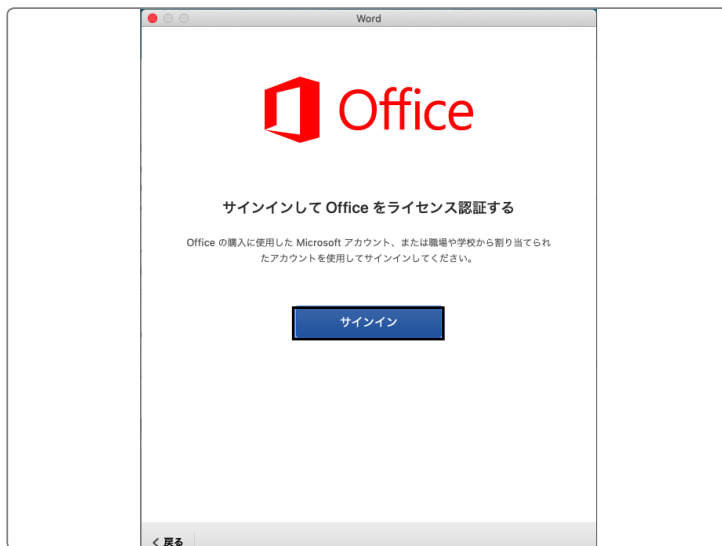 Word
Office
サインインして Office をライセンス認証する
Office の購入に使用した Microsoft アカウント、または職場や学校から割り当てられ
たアカウントを使用してサインインしてください。
サインイン
< 戻る